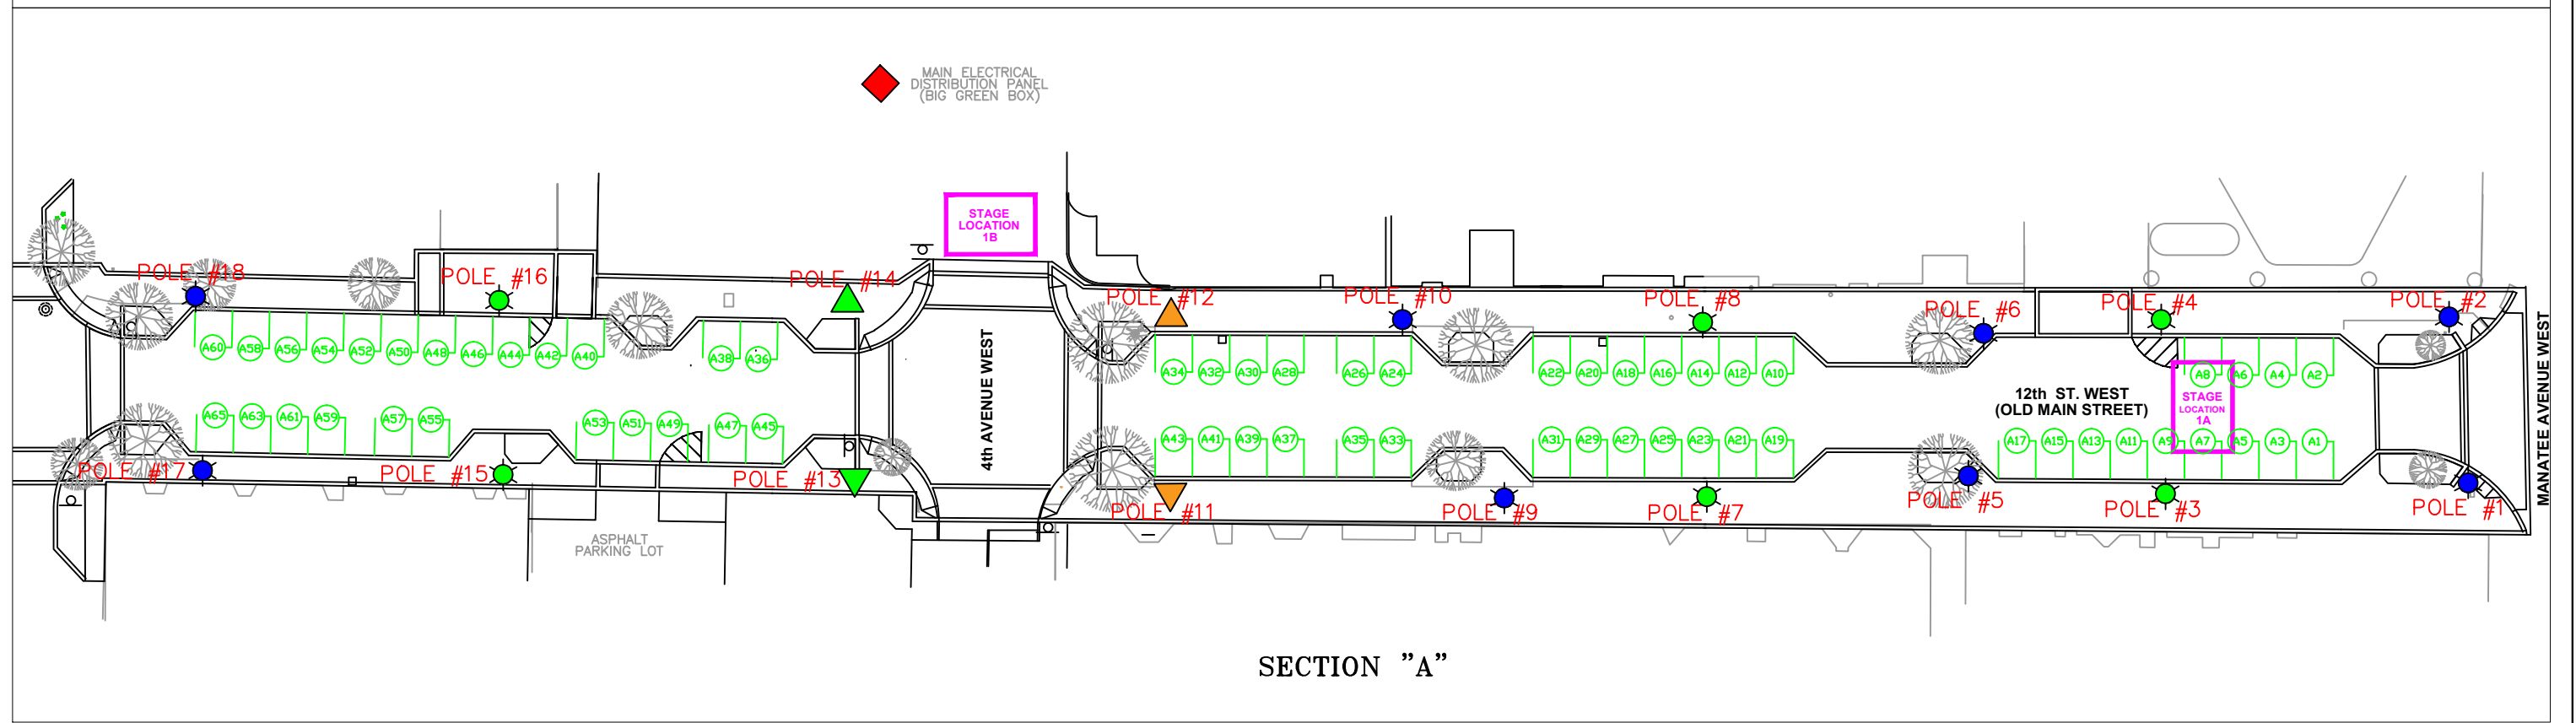 MAIN ELECTRICAL
DISTRIBUTION PANEL
(BIG GREEN BOX)
STAGE
LOCATION
1B
POLE #18
POLE #16
POLE #14
POLE #12
POLE #10
POLE #8
POLE #6
POLE #4
POLE #2
A60
A58
A56
A54
A52
A50
A48
A46
A44
A42
A40
A38
A36
A34
A32
A30
A28
A26
A24
A22
A20
A18
A16
A14
A12
A10
A8
A6
A4
A2
4th AVENUE WEST
12th ST. WEST
(OLD MAIN STREET)
STAGE
LOCATION
1A
MANATEE AVENUE WEST
A65
A63
A61
A59
A57
A55
A53
A51
A49
A47
A45
A43
A41
A39
A37
A35
A33
A31
A29
A27
A25
A23
A21
A19
A17
A15
A13
A11
A9
A7
A5
A3
A1
POLE #17
POLE #15
POLE #13
POLE #11
POLE #9
POLE #7
POLE #5
POLE #3
POLE #1
ASPHALT
PARKING LOT
SECTION "A"